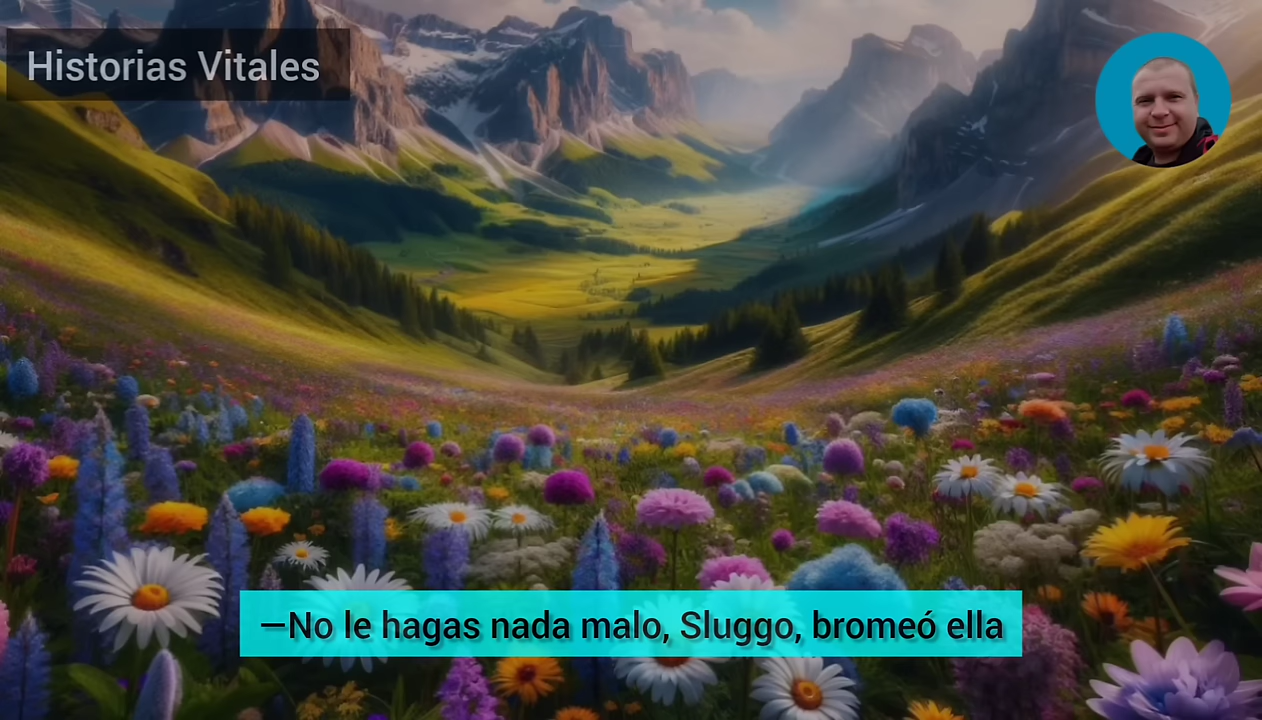 Historias Vitales
—No le hagas nada malo, Sluggo, bromeó ella